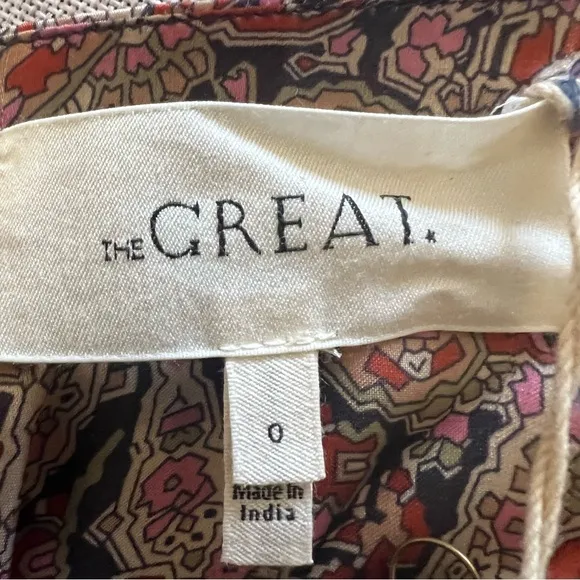 THE GREAT.
0
Made in
India